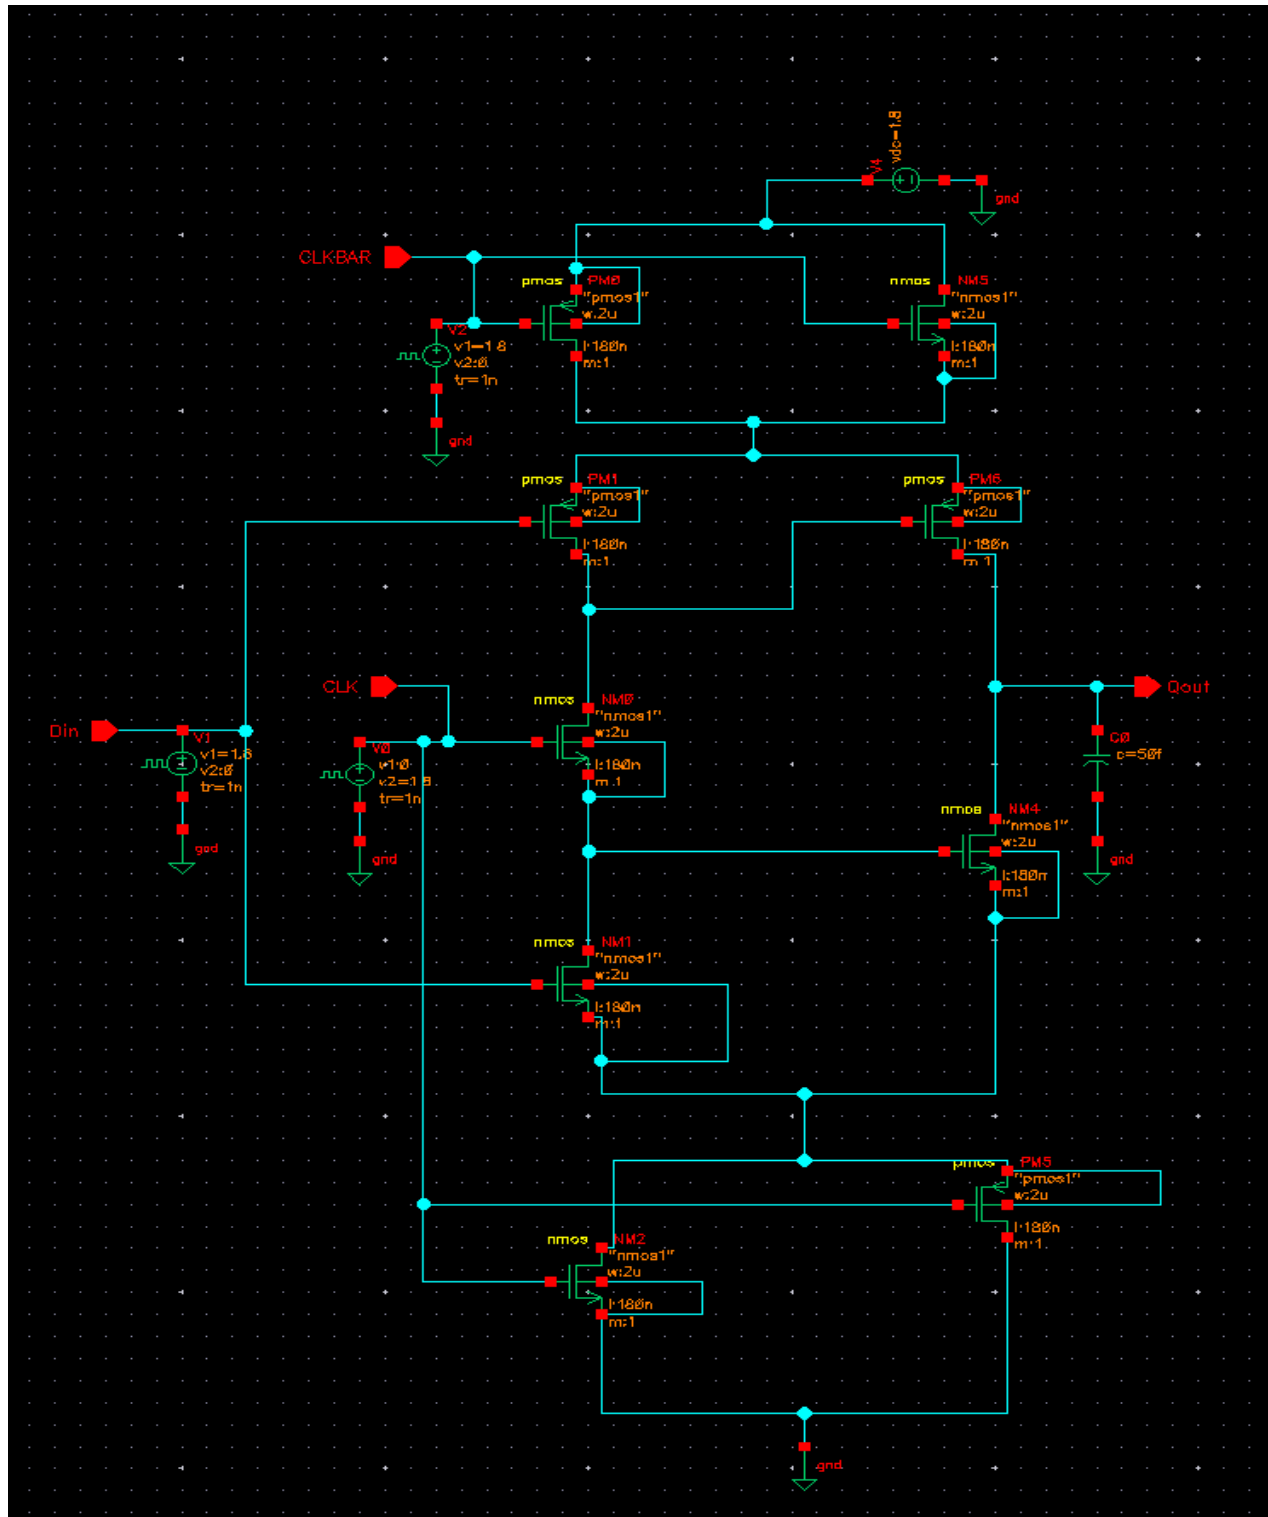 vdc=1.8
V4
gnd
CLKBAR
pmos
PM0
"pmos1"
w:2u
l:180n
m:1
nmos
NM5
"nmos1"
w:2u
l:180n
m:1
V2
v1=1.8
v2:0
tr=1n
gnd
pmos
PM1
"pmos1"
w:2u
l:180n
m:1
pmos
PM6
"pmos1"
w:2u
l:180n
m:1
CLK
Qout
Din
V1
v1=1.8
v2:0
tr=1n
gnd
V0
v1:0
v2=1.8
tr=1n
gnd
nmos
NM0
"nmos1"
w:2u
l:180n
m:1
C0
c=50f
gnd
nmos
NM4
"nmos1"
w:2u
l:180n
m:1
nmos
NM1
"nmos1"
w:2u
l:180n
m:1
pmos
PM5
"pmos1"
w:2u
l:180n
m:1
nmos
NM2
"nmos1"
w:2u
l:180n
m:1
gnd